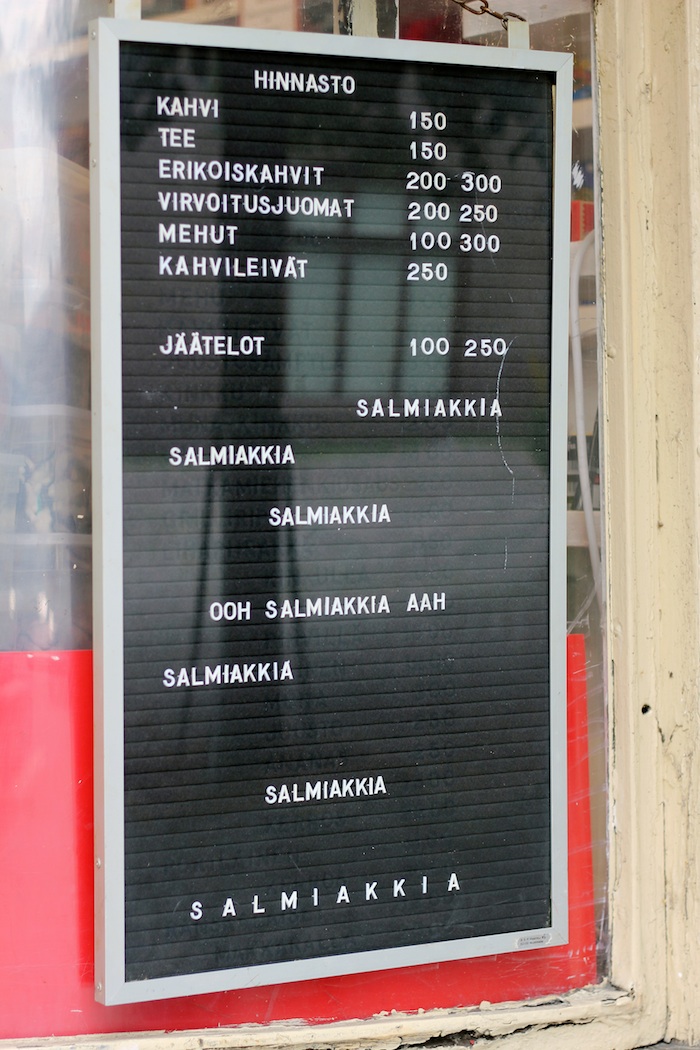 HINNASTO
KAHVI 150
TEE 150
ERIKOISKAHVIT 200 300
VIRVOITUSJUOMAT 200 250
MEHUT 100 300
KAHVILEIVÄT 250
JÄÄTELOT 100 250
SALMIAKKIA
SALMIAKKIA
SALMIAKKIA
OOH SALMIAKKIA AAH
SALMIAKKIA
SALMIAKKIA
SALMIAKKIA